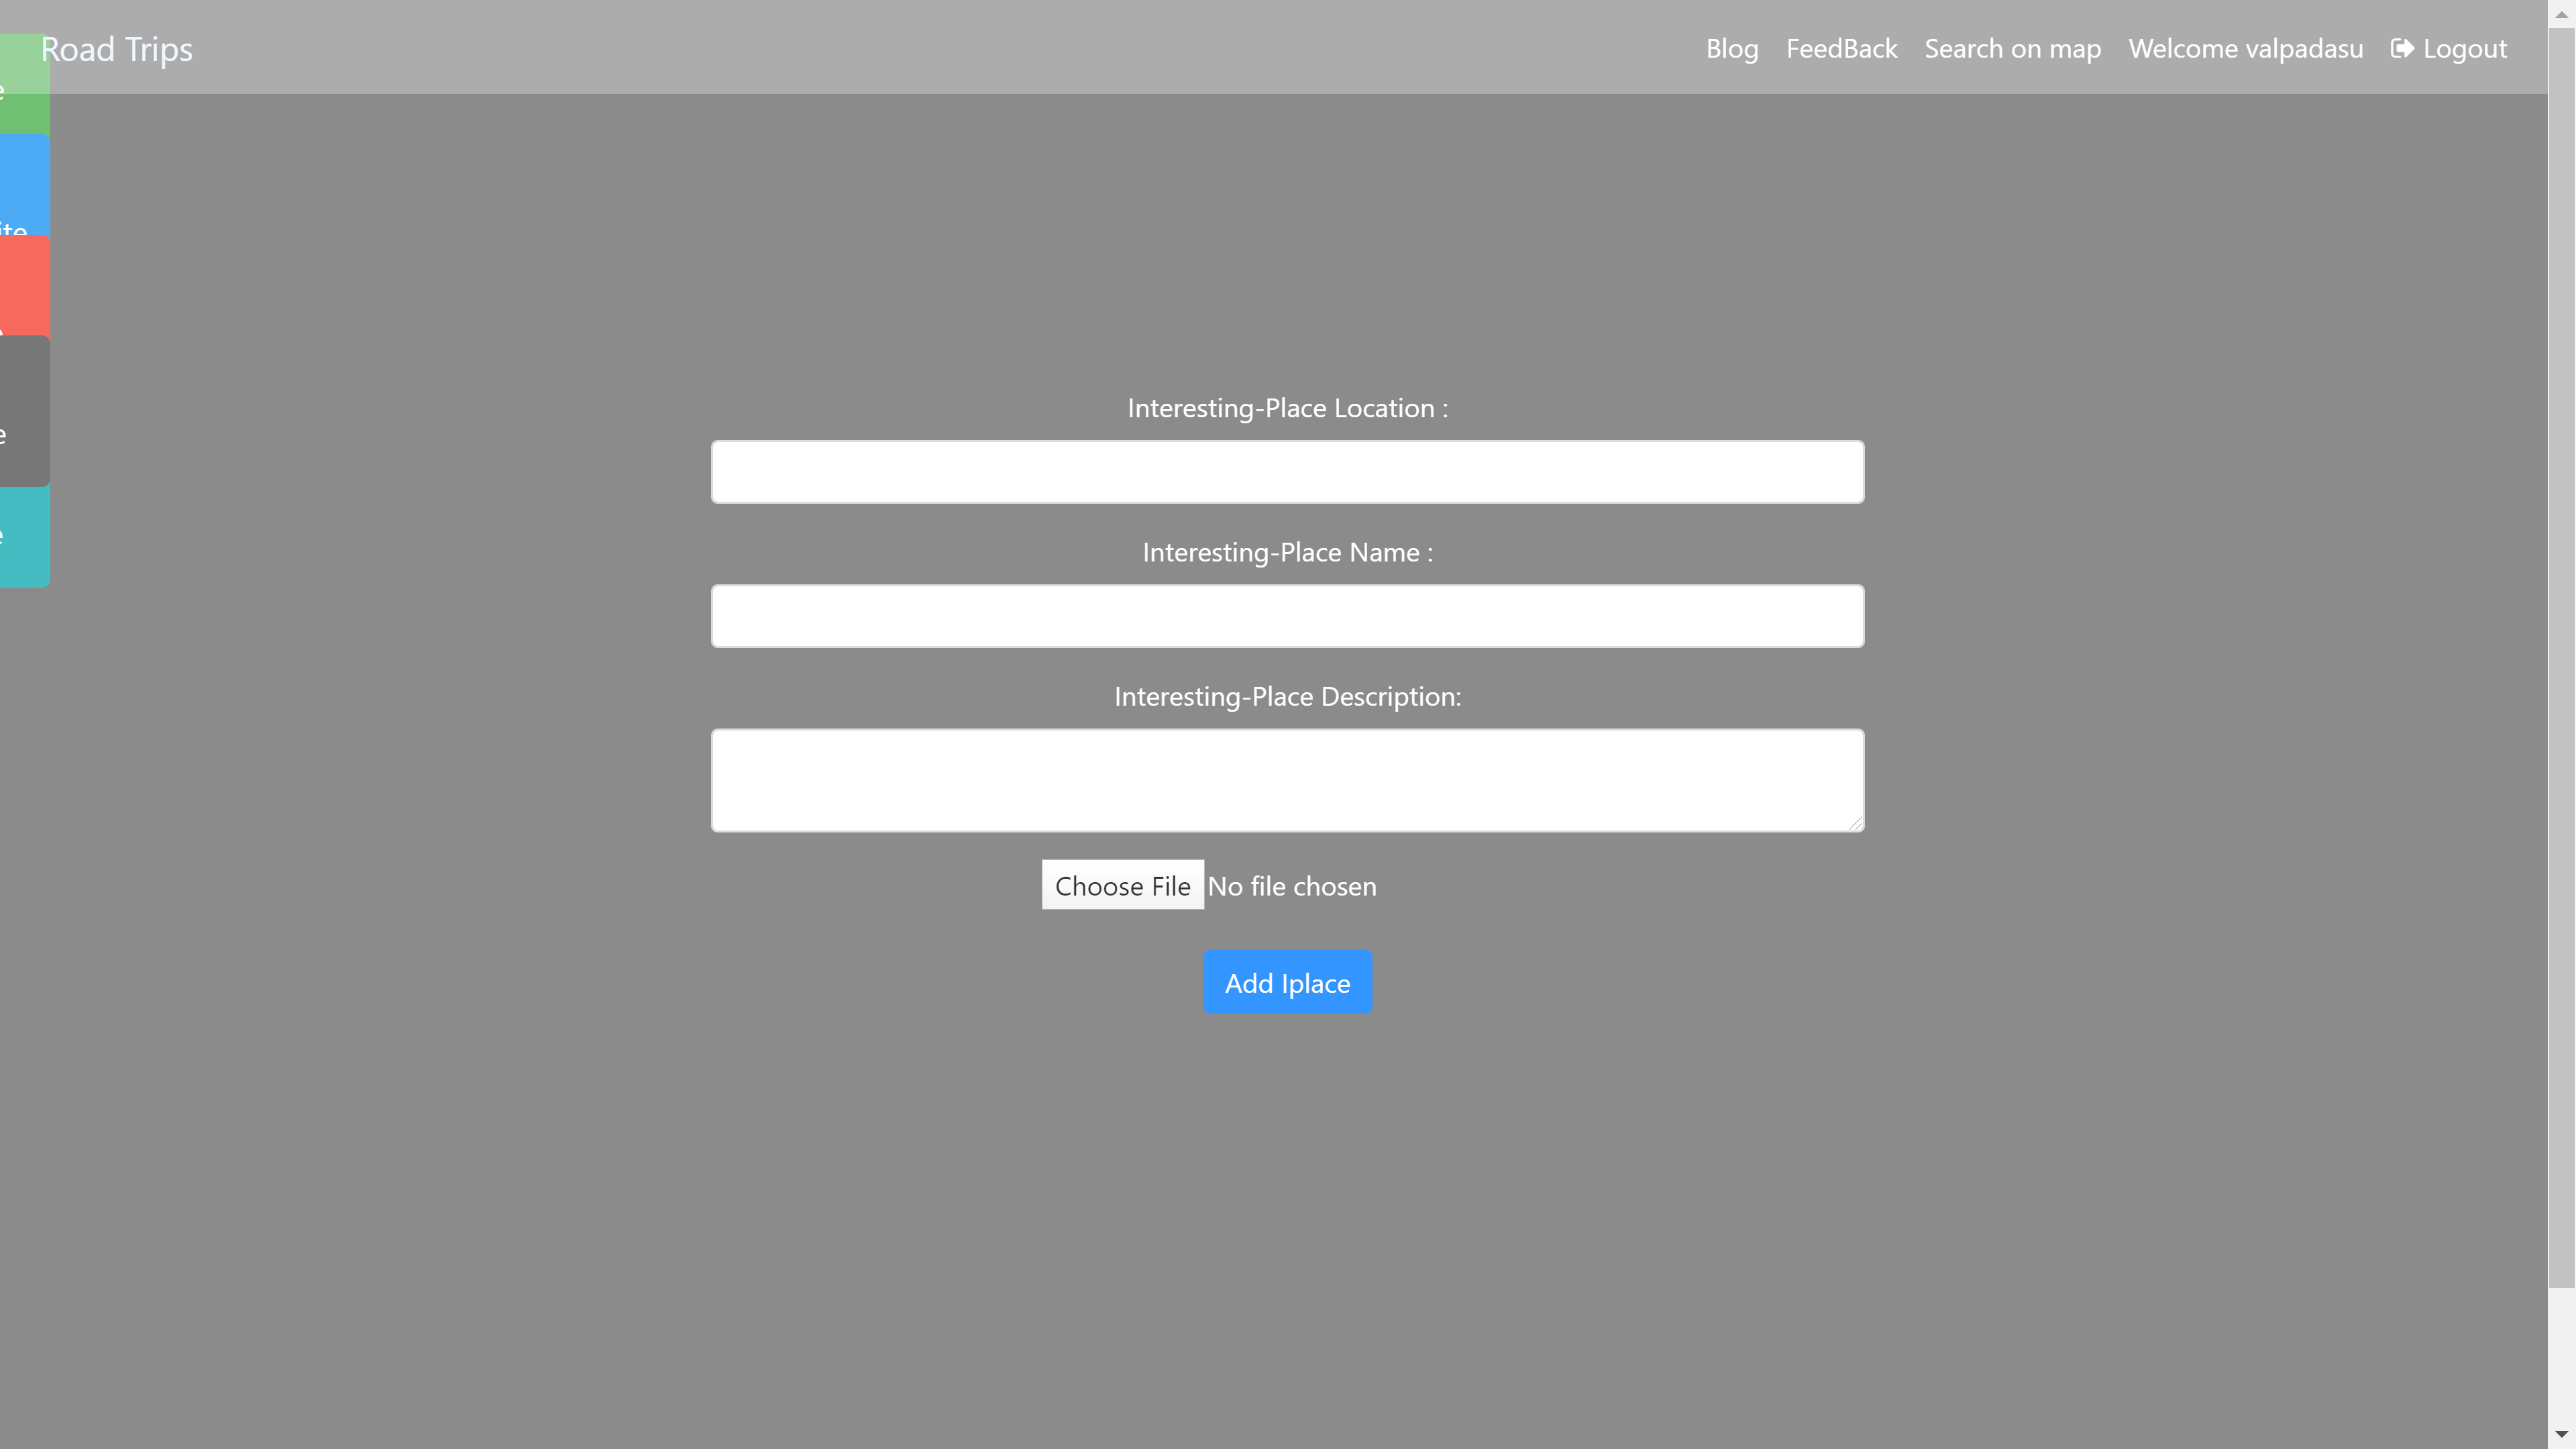 Road Trips
Blog FeedBack Search on map Welcome valpadasu Logout
Interesting-Place Location :
Interesting-Place Name :
Interesting-Place Description:
Choose File No file chosen
Add Iplace